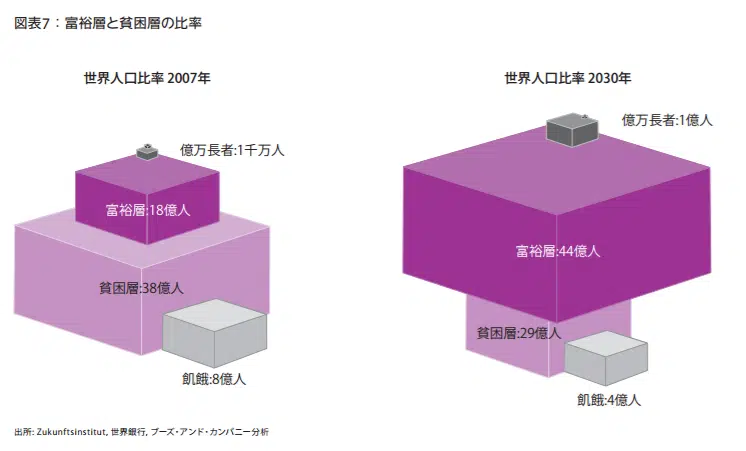 図表7：富裕層と貧困層の比率
世界人口比率 2007年
億万長者:1千万人
富裕層:18億人
貧困層:38億人
飢餓:8億人
世界人口比率 2030年
億万長者:1億人
富裕層:44億人
貧困層:29億人
飢餓:4億人
出所: Zukunftsinstitut, 世界銀行, ブーズ・アンド・カンパニー分析